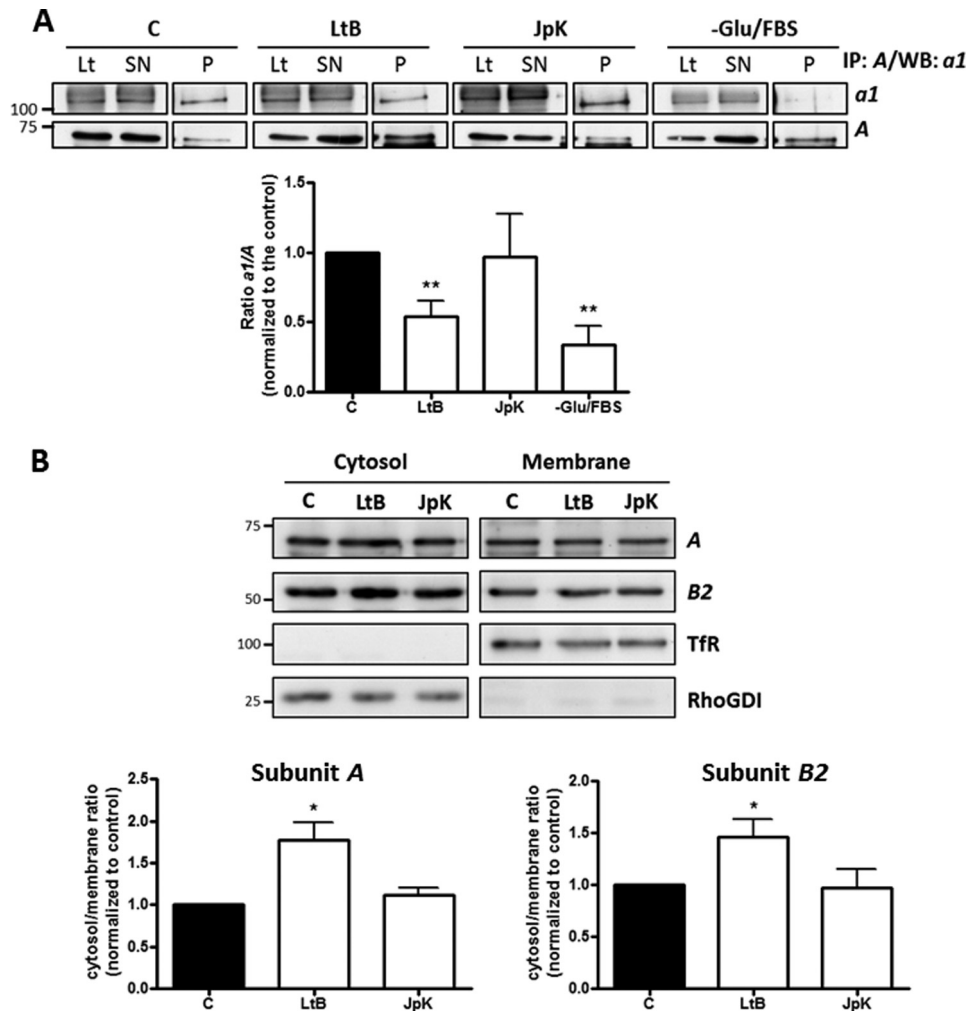 A
C LtB JpK -Glu/FBS
Lt SN P Lt SN P Lt SN P Lt SN P IP: A/WB: a1
100 a1
75 A
Ratio a1/A
(normalized to the control)
1.5
1.0
0.5
0.0
** **
C LtB JpK -Glu/FBS
B
Cytosol Membrane
C LtB JpK C LtB JpK
75 A
50 B2
100 TfR
25 RhoGDI
Subunit A
cytosol/membrane ratio
(normalized to control)
2.5
2.0
1.5
1.0
0.5
0.0
*
C LtB JpK
Subunit B2
cytosol/membrane ratio
(normalized to control)
2.0
1.5
1.0
0.5
0.0
*
C LtB JpK